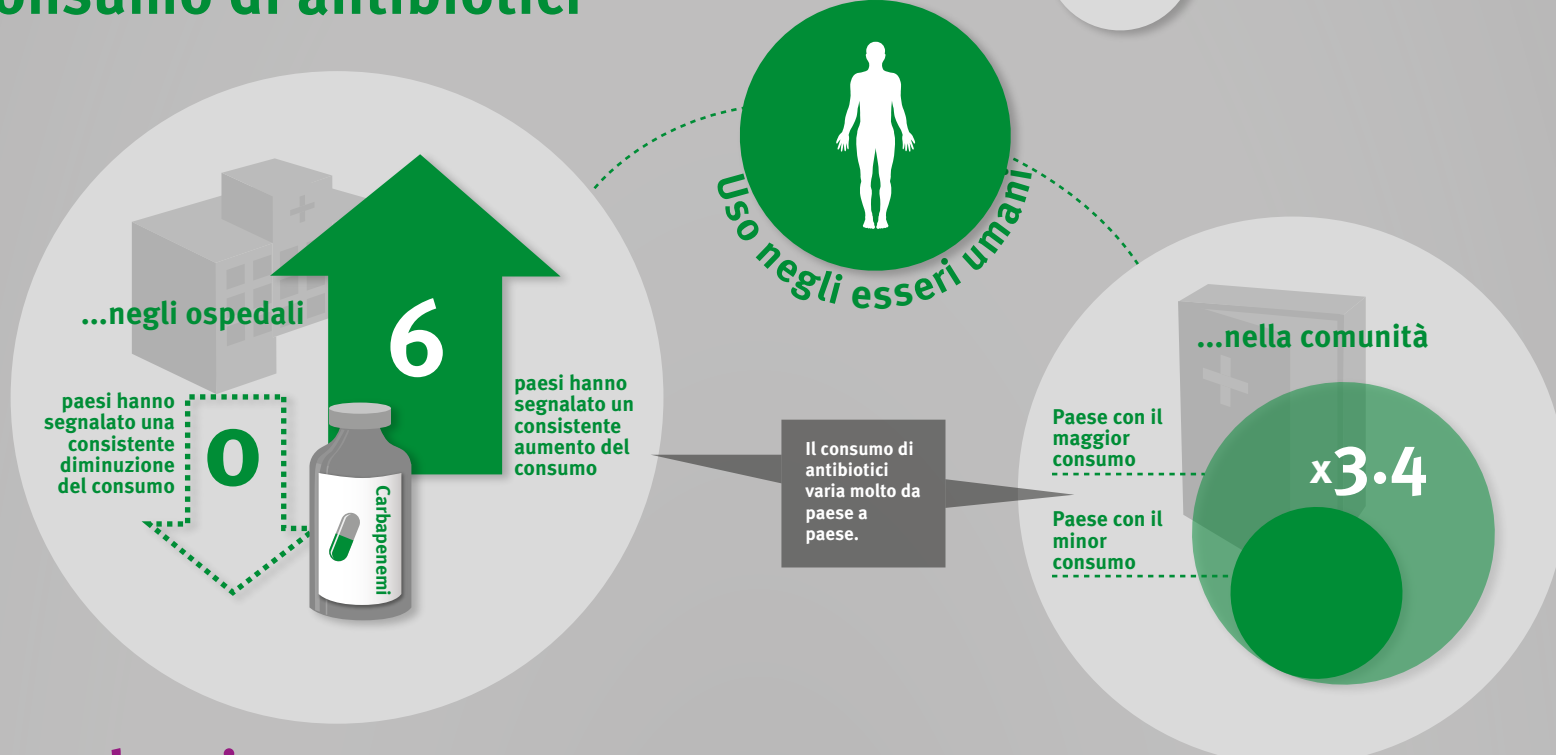 onsumo di antibiotici
Uso negli esseri umani
...negli ospedali
6
paesi hanno
segnalato un
consistente
aumento del
consumo
paesi hanno
segnalato una
consistente
diminuzione
del consumo
0
Carbapenemi
Il consumo di
antibiotici
varia molto da
paese a
paese.
...nella comunità
Paese con il
maggior
consumo
x3.4
Paese con il
minor
consumo